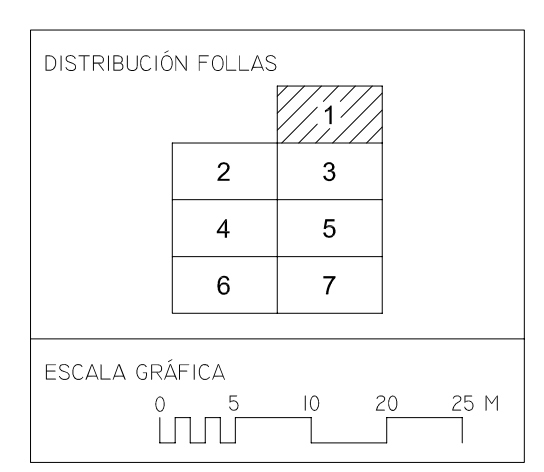 DISTRIBUCIÓN FOLLAS
1
2 3
4 5
6 7
ESCALA GRÁFICA
0 5 10 20 25 M